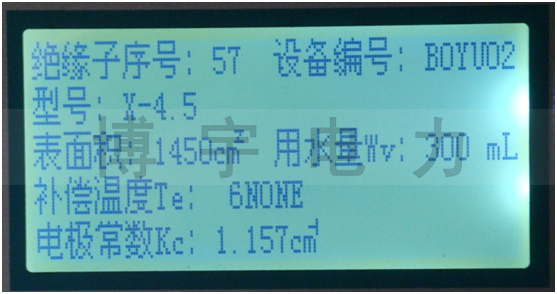 绝缘子序号: 57 设备编号: BOYU02
型号: X-4.5
表面积: 1450cm² 用水量Wv: 300 mL
补偿温度Te: 6NONE
电极常数Kc: 1.157cm⁻¹
博宇电力